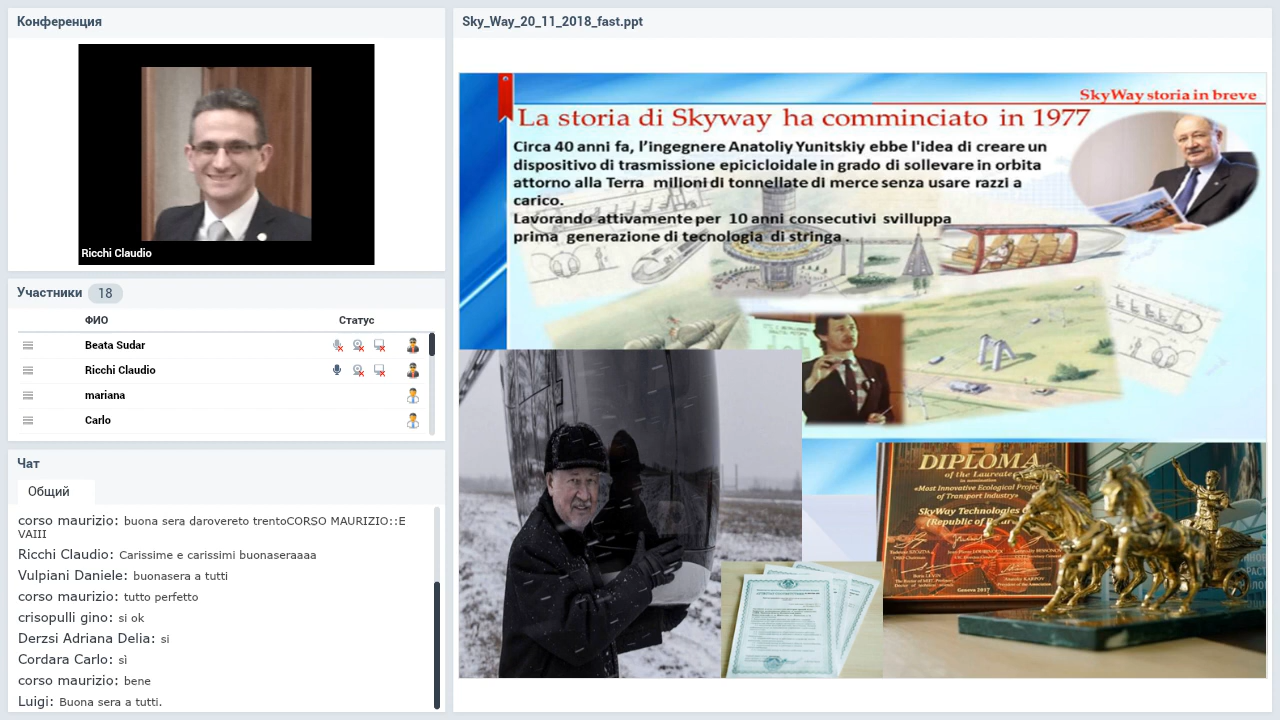 Конференция
Ricchi Claudio
Участники 18
ФИО Статус
Beata Sudar
Ricchi Claudio
mariana
Carlo
Чат
Общий
corso maurizio: buona sera darovereto trentoCORSO MAURIZIO::E
VAIII
Ricchi Claudio: Carissime e carissimi buonaseraaaa
Vulpiani Daniele: buonasera a tutti
corso maurizio: tutto perfetto
crisopulli gino: si ok
Derzsi Adriana Delia: si
Cordara Carlo: sì
corso maurizio: bene
Luigi: Buona sera a tutti.
Sky_Way_20_11_2018_fast.ppt
SkyWay storia in breve
La storia di Skyway ha comminciato in 1977
Circa 40 anni fa, l’ingegnere Anatoliy Yunitskiy ebbe l'idea di creare un
dispositivo di trasmissione epicicloidale in grado di sollevare in orbita
attorno alla Terra milioni di tonnellate di merce senza usare razzi a
carico.
Lavorando attivamente per 10 anni consecutivi svilluppa
prima generazione di tecnologia di stringa .
DIPLOMA
of the Laureate
in nomination
«Most Innovative Ecological Project
of Transport Industry»
SkyWay Technologies
(Republic of
Geneva 2017